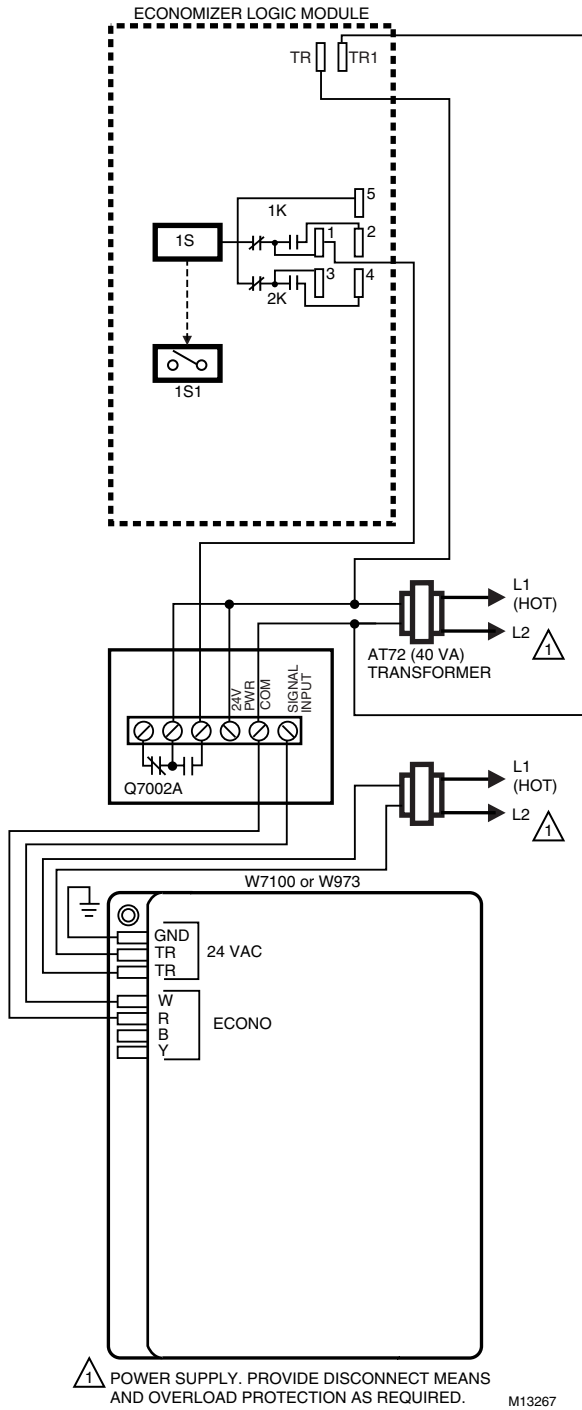 ECONOMIZER LOGIC MODULE
TR TR1
5
1K
1S
1
2
3
4
2K
1S1
L1
(HOT)
L2
1
AT72 (40 VA)
TRANSFORMER
24V
PWR
COM
SIGNAL
INPUT
Q7002A
L1
(HOT)
L2
1
W7100 or W973
GND
TR
TR
24 VAC
W
R
B
Y
ECONO
1 POWER SUPPLY. PROVIDE DISCONNECT MEANS
AND OVERLOAD PROTECTION AS REQUIRED.
M13267